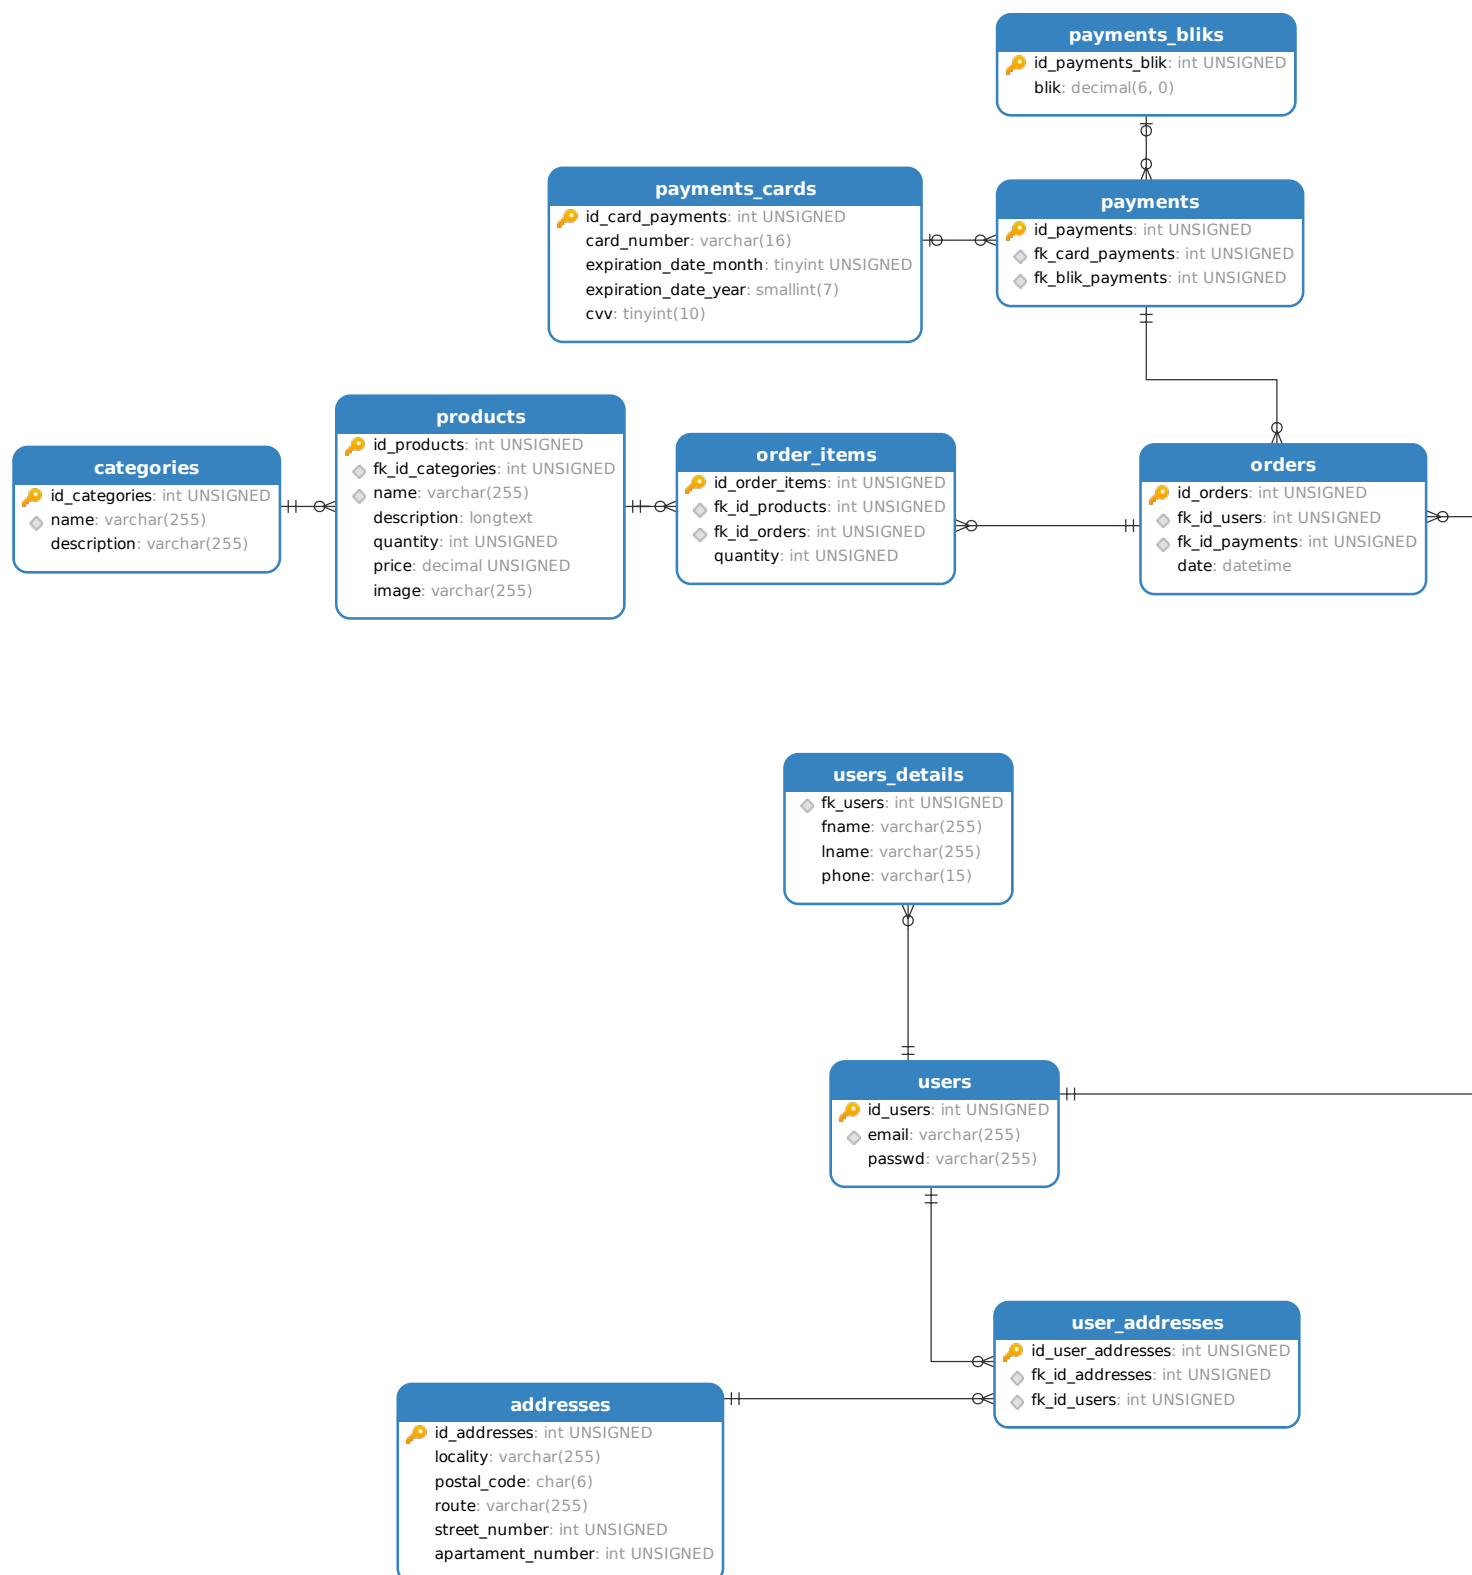 payments_bliks
id_payments_blik: int UNSIGNED
blik: decimal(6, 0)
payments_cards
id_card_payments: int UNSIGNED
card_number: varchar(16)
expiration_date_month: tinyint UNSIGNED
expiration_date_year: smallint(7)
cvv: tinyint(10)
payments
id_payments: int UNSIGNED
fk_card_payments: int UNSIGNED
fk_blik_payments: int UNSIGNED
categories
id_categories: int UNSIGNED
name: varchar(255)
description: varchar(255)
products
id_products: int UNSIGNED
fk_id_categories: int UNSIGNED
name: varchar(255)
description: longtext
quantity: int UNSIGNED
price: decimal UNSIGNED
image: varchar(255)
order_items
id_order_items: int UNSIGNED
fk_id_products: int UNSIGNED
fk_id_orders: int UNSIGNED
quantity: int UNSIGNED
orders
id_orders: int UNSIGNED
fk_id_users: int UNSIGNED
fk_id_payments: int UNSIGNED
date: datetime
users_details
fk_users: int UNSIGNED
fname: varchar(255)
lname: varchar(255)
phone: varchar(15)
users
id_users: int UNSIGNED
email: varchar(255)
passwd: varchar(255)
user_addresses
id_user_addresses: int UNSIGNED
fk_id_addresses: int UNSIGNED
fk_id_users: int UNSIGNED
addresses
id_addresses: int UNSIGNED
locality: varchar(255)
postal_code: char(6)
route: varchar(255)
street_number: int UNSIGNED
apartament_number: int UNSIGNED